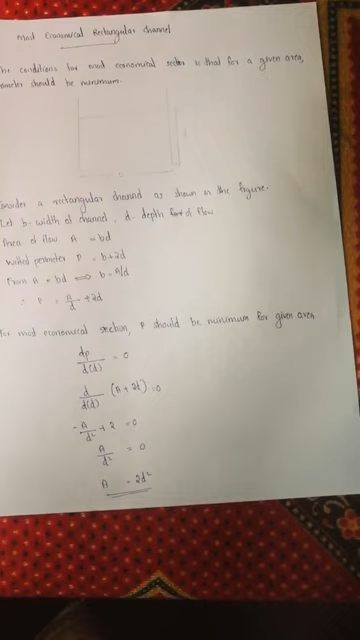 Most Economical Rectangular channel
The conditions for most economical section is that for a given area,
perimeter should be minimum.
Consider a rectangular channel as shown in the figure.
Let b- width of channel, d- depth of flow
Area of flow A = bd
wetted perimeter P = b+2d
From A = bd ⟹ b = A/d
∴ P = A/d + 2d
For most economical section, P should be minimum for given area
dp/d(d) = 0
d/d(d) (A + 2d) = 0
-A/d² + 2 = 0
A/d² = 0
A = 2d²